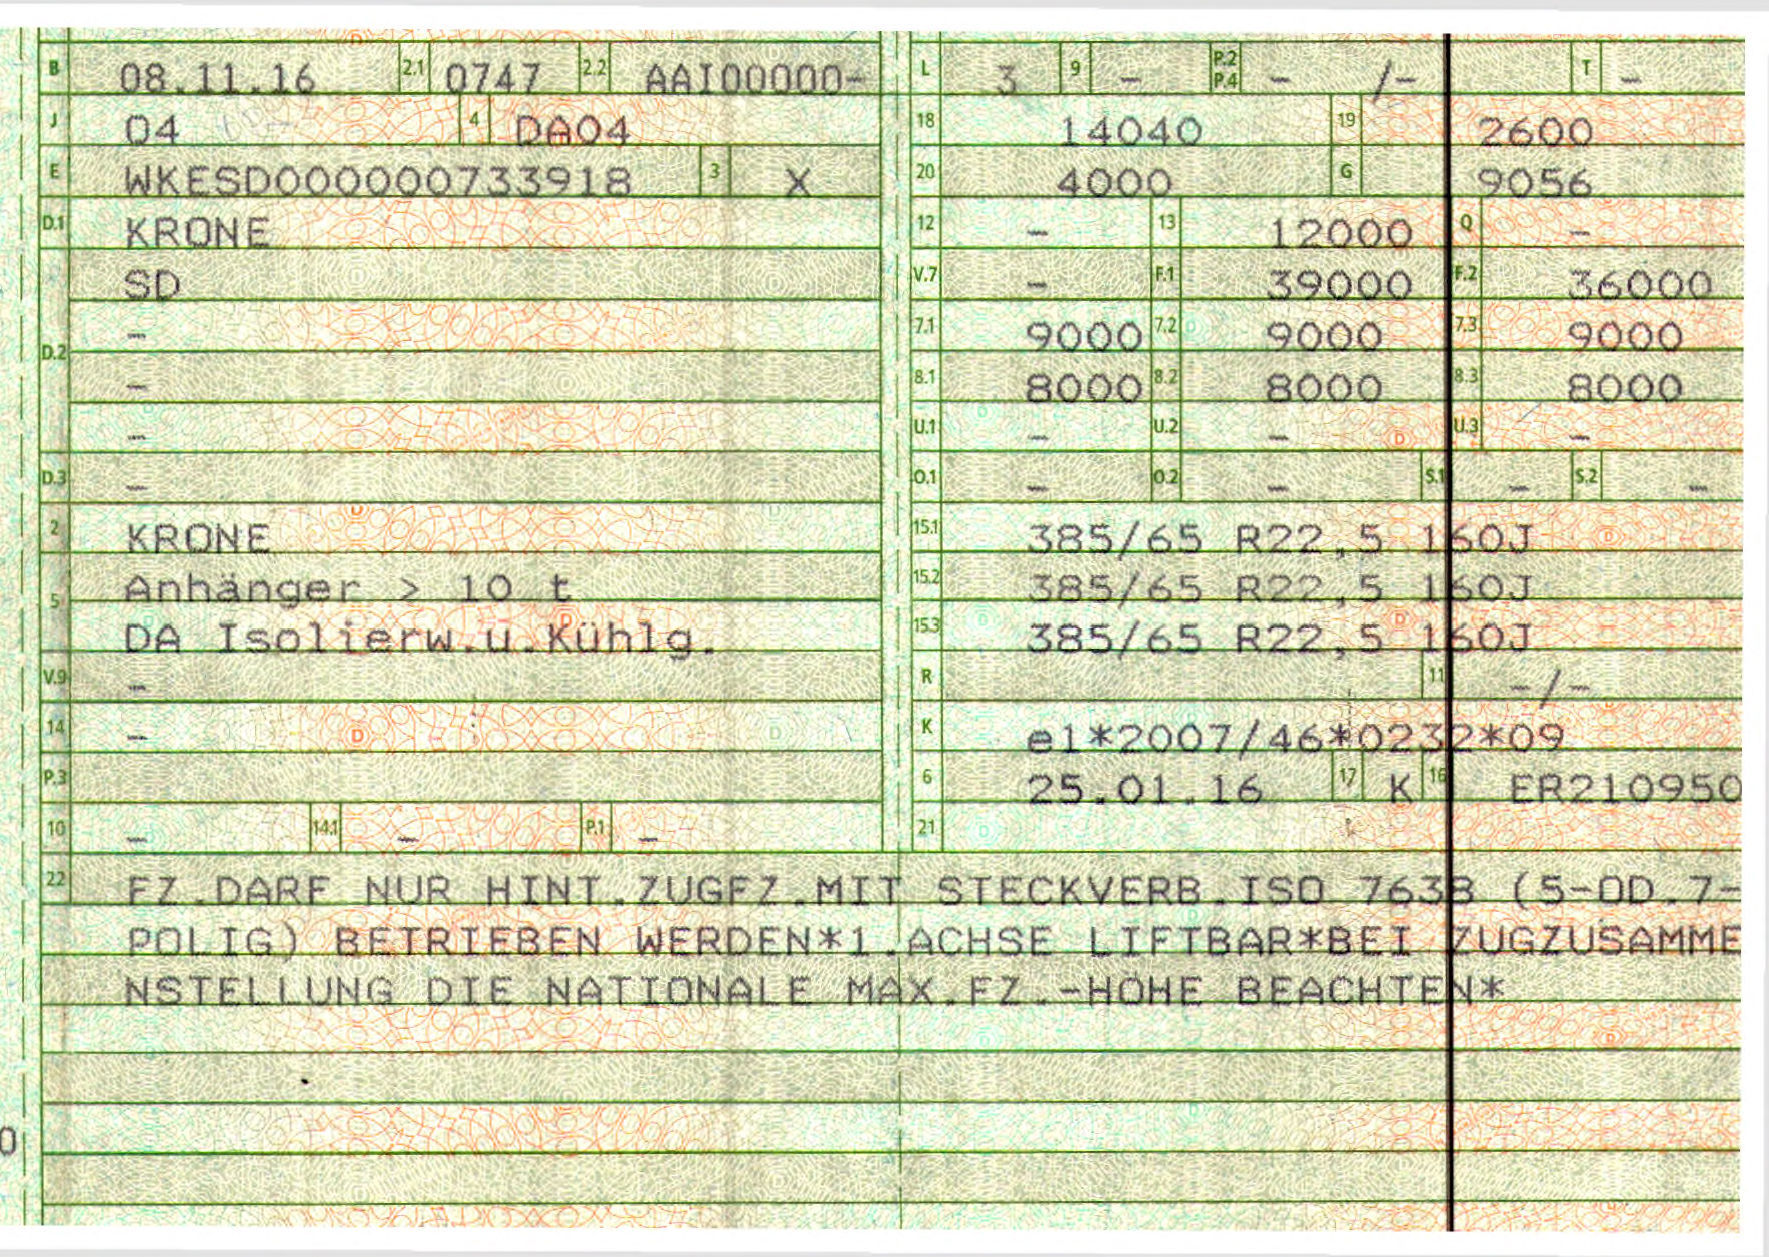 B 08.11.16 2.1 0747 2.2 AAI00000-
J 04 4 DA04
E WKESD000000733918 3 X
D.1 KRONE
SD
–
D.2 –
–
D.3 –
2 KRONE
Anhänger > 10 t
5 DA Isolierw.u.Kühlg.
V.9 –
14 –
P.3
10 – 14.1 – P.1 –
L 3 9 – P.2 P.4 – /– T –
18 14040 19 2600
20 4000 G 9056
12 – 13 12000 Q –
V.7 – F.1 39000 F.2 36000
7.1 9000 7.2 9000 7.3 9000
8.1 8000 8.2 8000 8.3 8000
U.1 – U.2 – U.3 –
O.1 – O.2 – S.1 – S.2 –
15.1 385/65 R22,5 160J
15.2 385/65 R22,5 160J
15.3 385/65 R22,5 160J
R 11 –/–
K e1*2007/46*0232*09
6 25.01.16 17 K 16 ER210950
21
22 FZ.DARF NUR HINT.ZUGFZ.MIT STECKVERB.ISO 7638 (5-OD.7-
POLIG) BETRIEBEN WERDEN*1.ACHSE LIFTBAR*BEI ZUGZUSAMME
NSTELLUNG DIE NATIONALE MAX.FZ.-HÖHE BEACHTEN*
0